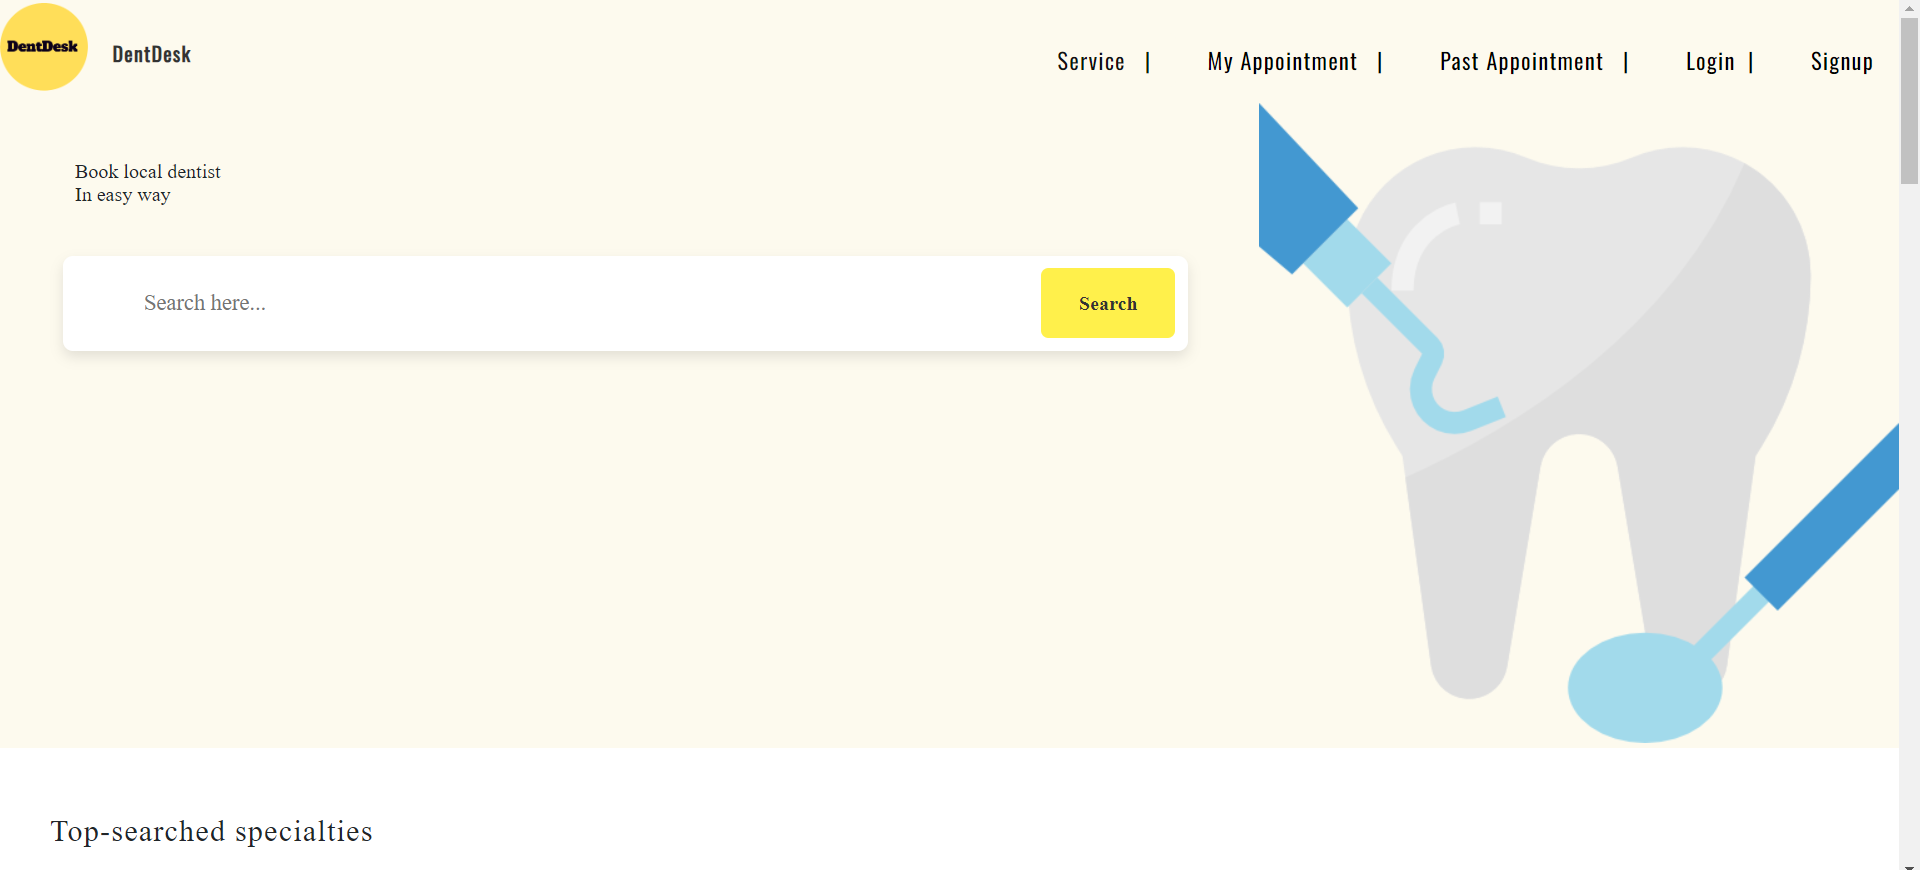 DentDesk
DentDesk
Service | My Appointment | Past Appointment | Login | Signup
Book local dentist
In easy way
Search here...
Search
Top-searched specialties